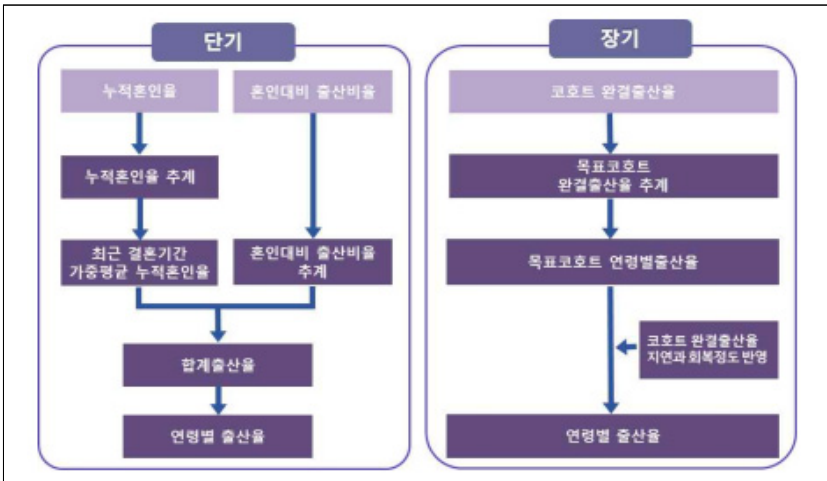 단기
누적혼인율
혼인대비 출산비율
누적혼인율 추계
최근 결혼기간
가중평균 누적혼인율
혼인대비 출산비율
추계
합계출산율
연령별 출산율
장기
코호트 완결출산율
목표코호트
완결출산율 추계
목표코호트 연령별출산율
코호트 완결출산율
지연과 회복정도 반영
연령별 출산율